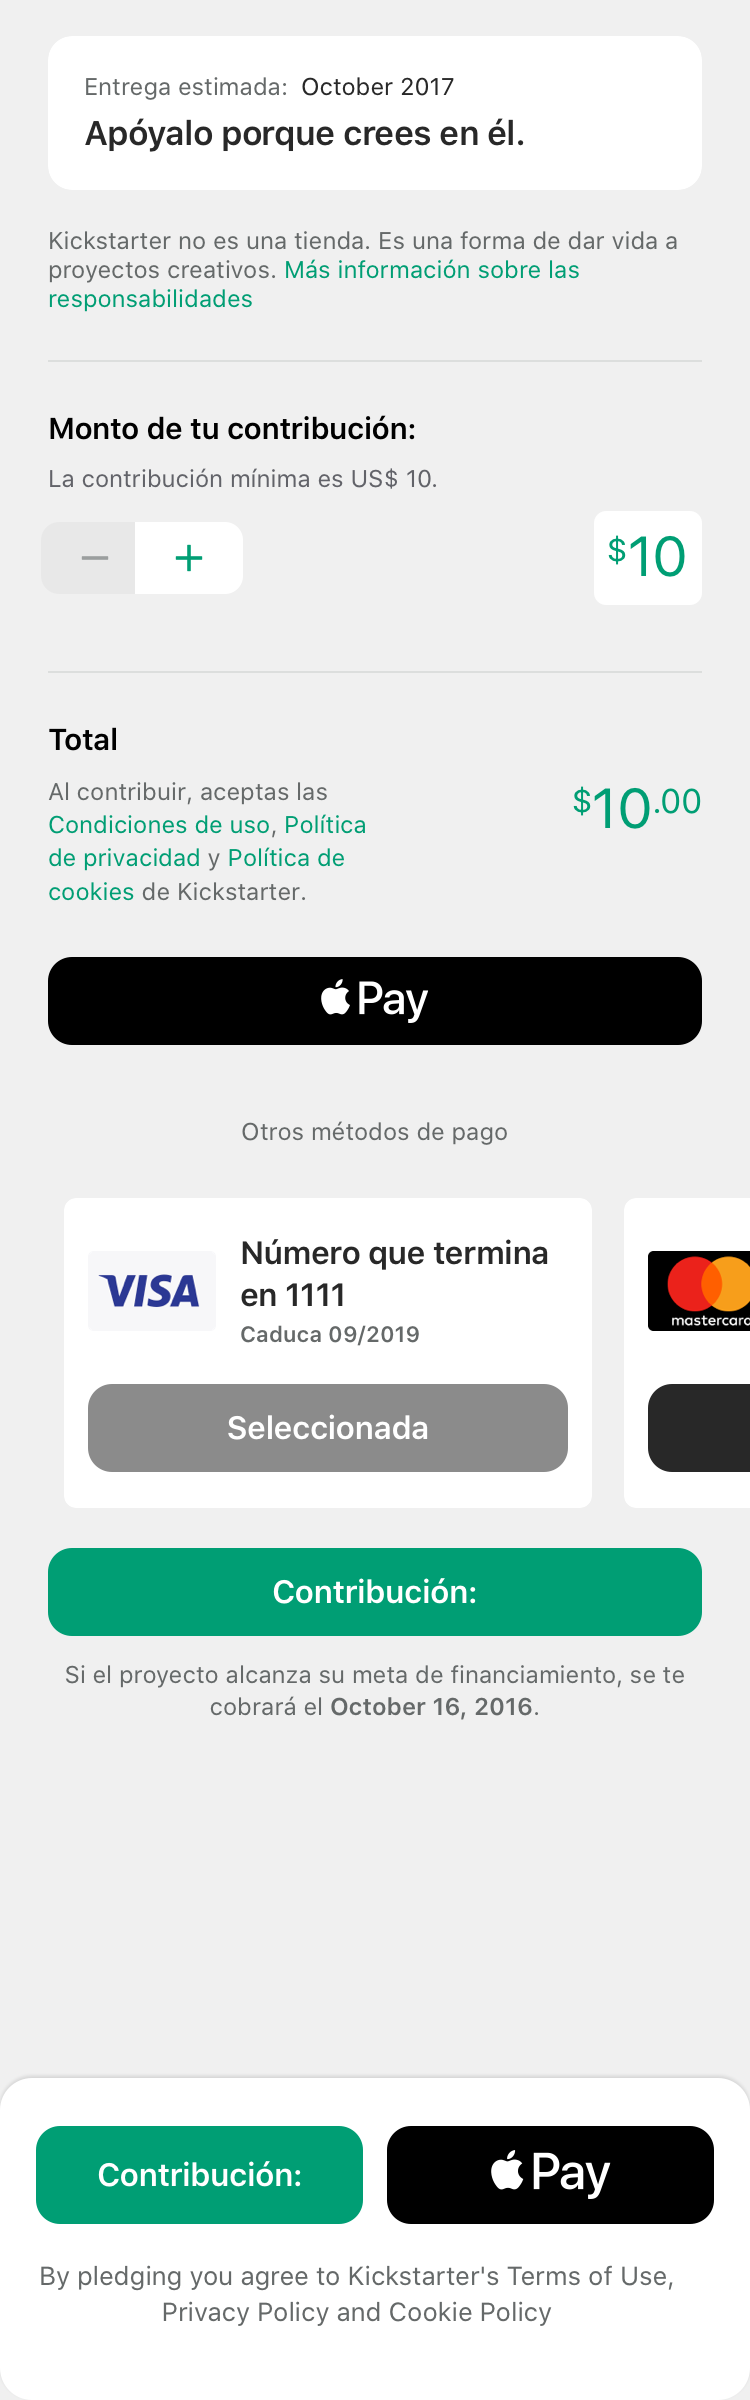 Entrega estimada: October 2017
Apóyalo porque crees en él.
Kickstarter no es una tienda. Es una forma de dar vida a
proyectos creativos. Más información sobre las
responsabilidades
Monto de tu contribución:
La contribución mínima es US$ 10.
− +
$10
Total
Al contribuir, aceptas las
Condiciones de uso, Política
de privacidad y Política de
cookies de Kickstarter.
$10.00
Pay
Otros métodos de pago
VISA
Número que termina
en 1111
Caduca 09/2019
Seleccionada
mastercard
Contribución:
Si el proyecto alcanza su meta de financiamiento, se te
cobrará el October 16, 2016.
Contribución:
Pay
By pledging you agree to Kickstarter's Terms of Use,
Privacy Policy and Cookie Policy